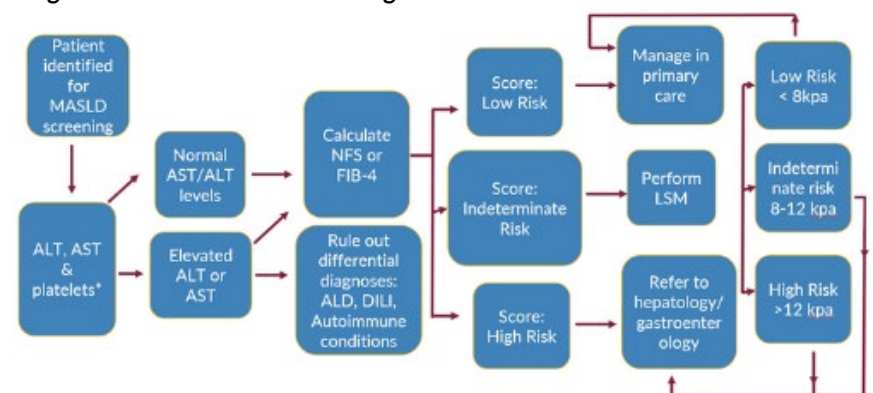 Patient
identified
for
MASLD
screening
ALT, AST
&
platelets*
Normal
AST/ALT
levels
Elevated
ALT or
AST
Calculate
NFS or
FIB-4
Rule out
differential
diagnoses:
ALD, DILI,
Autoimmune
conditions
Score:
Low Risk
Score:
Indeterminate
Risk
Score:
High Risk
Manage in
primary
care
Perform
LSM
Refer to
hepatology/
gastroenter
ology
Low Risk
< 8kpa
Indetermi
nate risk
8-12 kpa
High Risk
>12 kpa